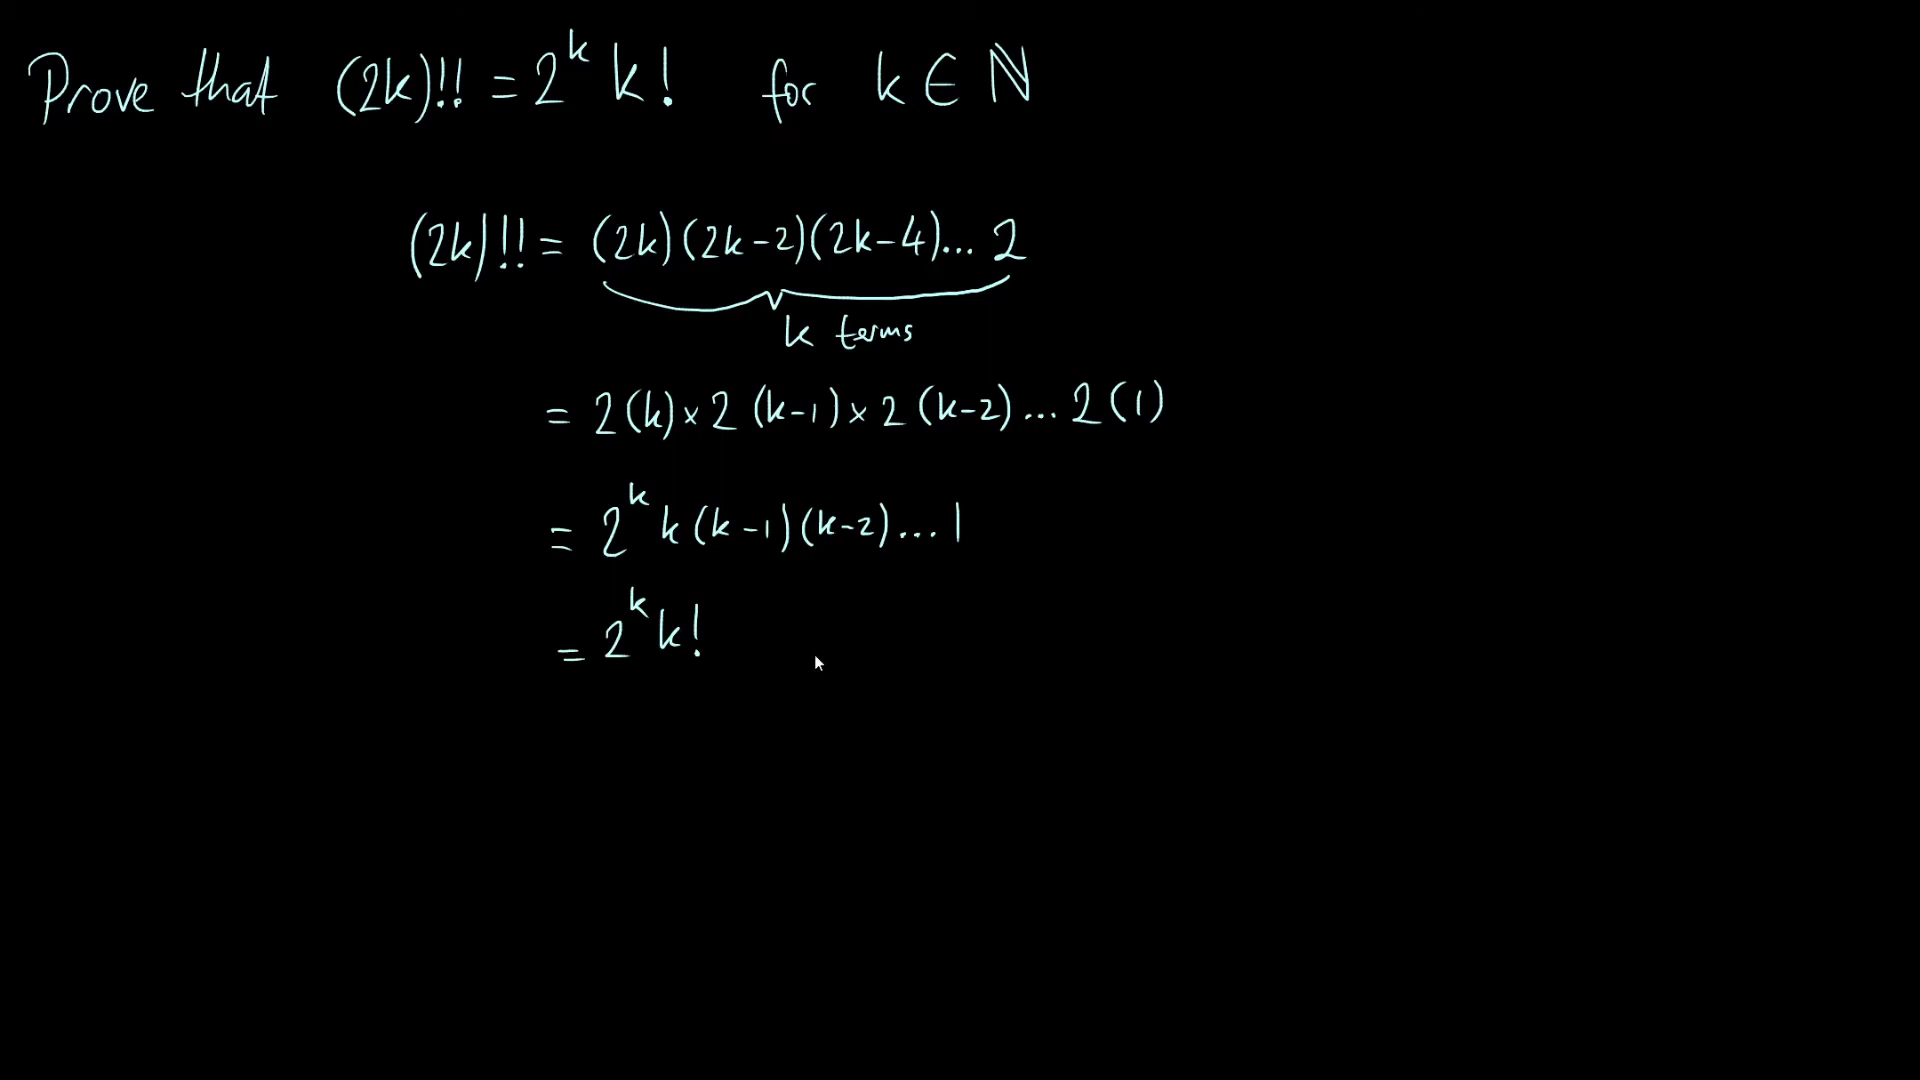 Prove that (2k)!! = 2^k k! for k ∈ ℕ
(2k)!! = (2k)(2k-2)(2k-4)... 2
k terms
= 2(k) × 2(k-1) × 2(k-2) ... 2(1)
= 2^k k(k-1)(k-2)... 1
= 2^k k!